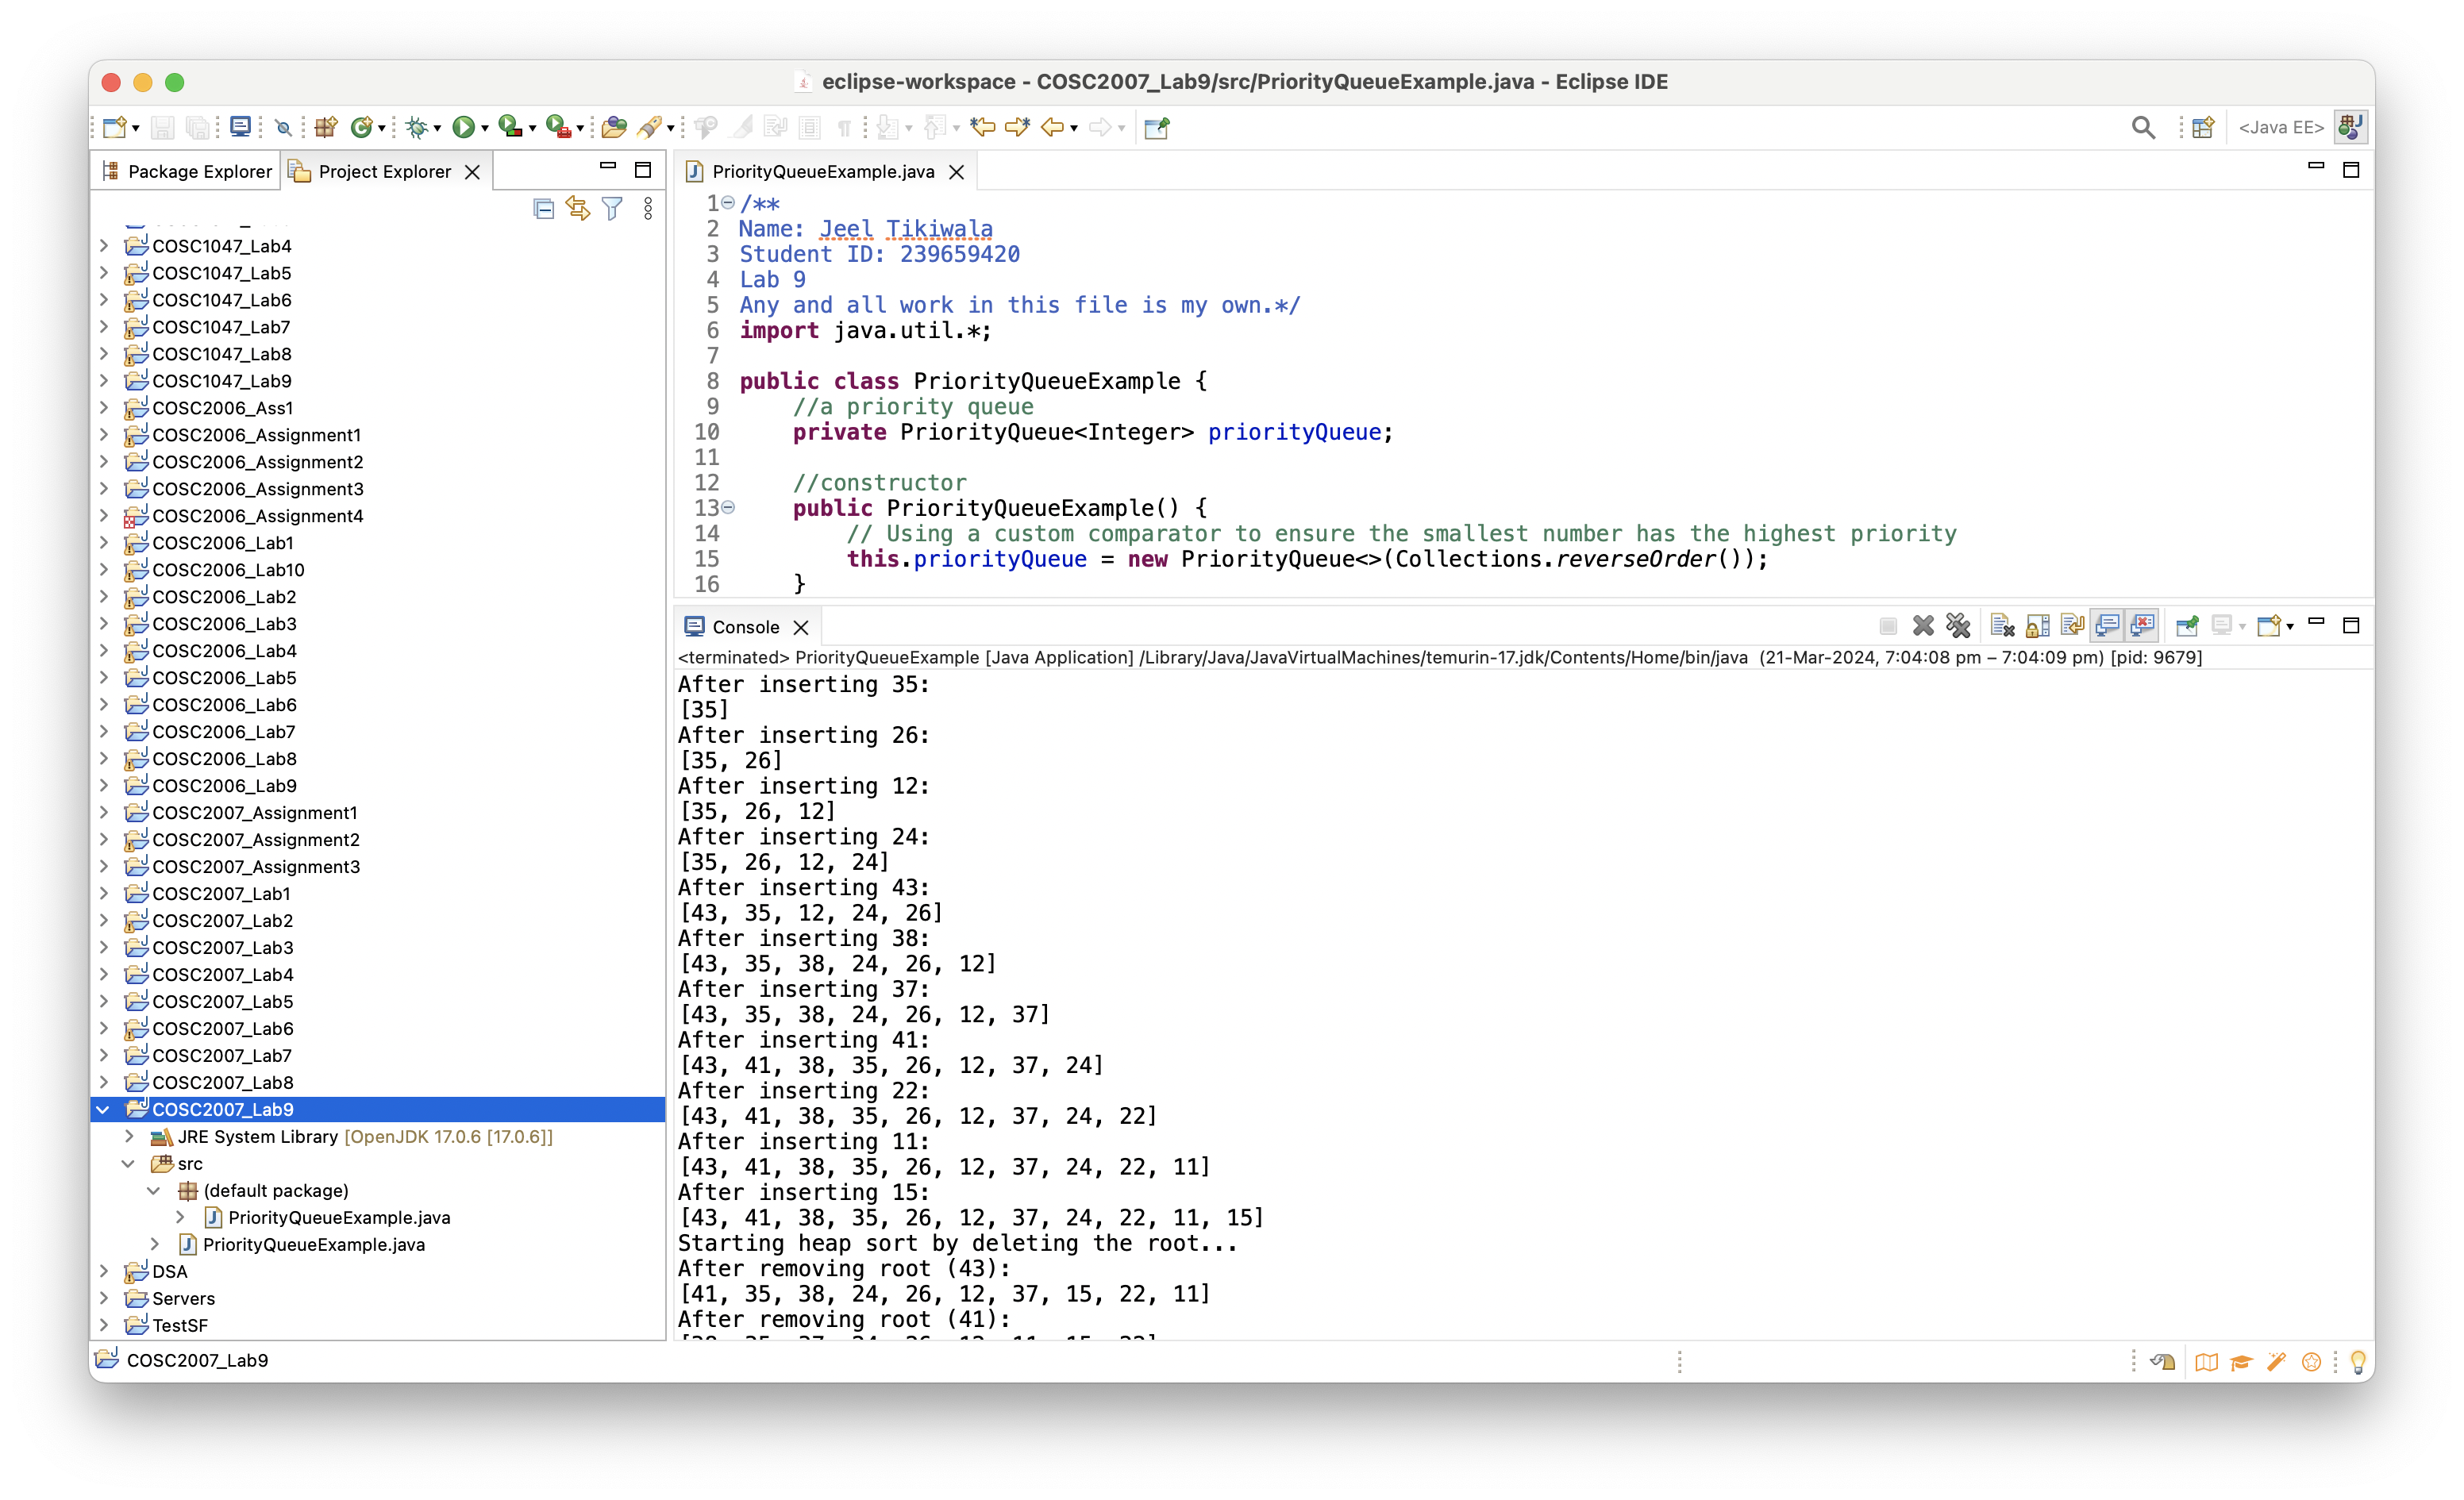 eclipse-workspace - COSC2007_Lab9/src/PriorityQueueExample.java - Eclipse IDE
<Java EE>
Package Explorer
Project Explorer
COSC1047_Lab4
COSC1047_Lab5
COSC1047_Lab6
COSC1047_Lab7
COSC1047_Lab8
COSC1047_Lab9
COSC2006_Ass1
COSC2006_Assignment1
COSC2006_Assignment2
COSC2006_Assignment3
COSC2006_Assignment4
COSC2006_Lab1
COSC2006_Lab10
COSC2006_Lab2
COSC2006_Lab3
COSC2006_Lab4
COSC2006_Lab5
COSC2006_Lab6
COSC2006_Lab7
COSC2006_Lab8
COSC2006_Lab9
COSC2007_Assignment1
COSC2007_Assignment2
COSC2007_Assignment3
COSC2007_Lab1
COSC2007_Lab2
COSC2007_Lab3
COSC2007_Lab4
COSC2007_Lab5
COSC2007_Lab6
COSC2007_Lab7
COSC2007_Lab8
COSC2007_Lab9
JRE System Library [OpenJDK 17.0.6 [17.0.6]]
src
(default package)
PriorityQueueExample.java
PriorityQueueExample.java
DSA
Servers
TestSF
PriorityQueueExample.java
1 /**
2 Name: Jeel Tikiwala
3 Student ID: 239659420
4 Lab 9
5 Any and all work in this file is my own.*/
6 import java.util.*;
7
8 public class PriorityQueueExample {
9 //a priority queue
10 private PriorityQueue<Integer> priorityQueue;
11
12 //constructor
13 public PriorityQueueExample() {
14 // Using a custom comparator to ensure the smallest number has the highest priority
15 this.priorityQueue = new PriorityQueue<>(Collections.reverseOrder());
16 }
Console
<terminated> PriorityQueueExample [Java Application] /Library/Java/JavaVirtualMachines/temurin-17.jdk/Contents/Home/bin/java (21-Mar-2024, 7:04:08 pm – 7:04:09 pm) [pid: 9679]
After inserting 35:
[35]
After inserting 26:
[35, 26]
After inserting 12:
[35, 26, 12]
After inserting 24:
[35, 26, 12, 24]
After inserting 43:
[43, 35, 12, 24, 26]
After inserting 38:
[43, 35, 38, 24, 26, 12]
After inserting 37:
[43, 35, 38, 24, 26, 12, 37]
After inserting 41:
[43, 41, 38, 35, 26, 12, 37, 24]
After inserting 22:
[43, 41, 38, 35, 26, 12, 37, 24, 22]
After inserting 11:
[43, 41, 38, 35, 26, 12, 37, 24, 22, 11]
After inserting 15:
[43, 41, 38, 35, 26, 12, 37, 24, 22, 11, 15]
Starting heap sort by deleting the root...
After removing root (43):
[41, 35, 38, 24, 26, 12, 37, 15, 22, 11]
After removing root (41):
COSC2007_Lab9